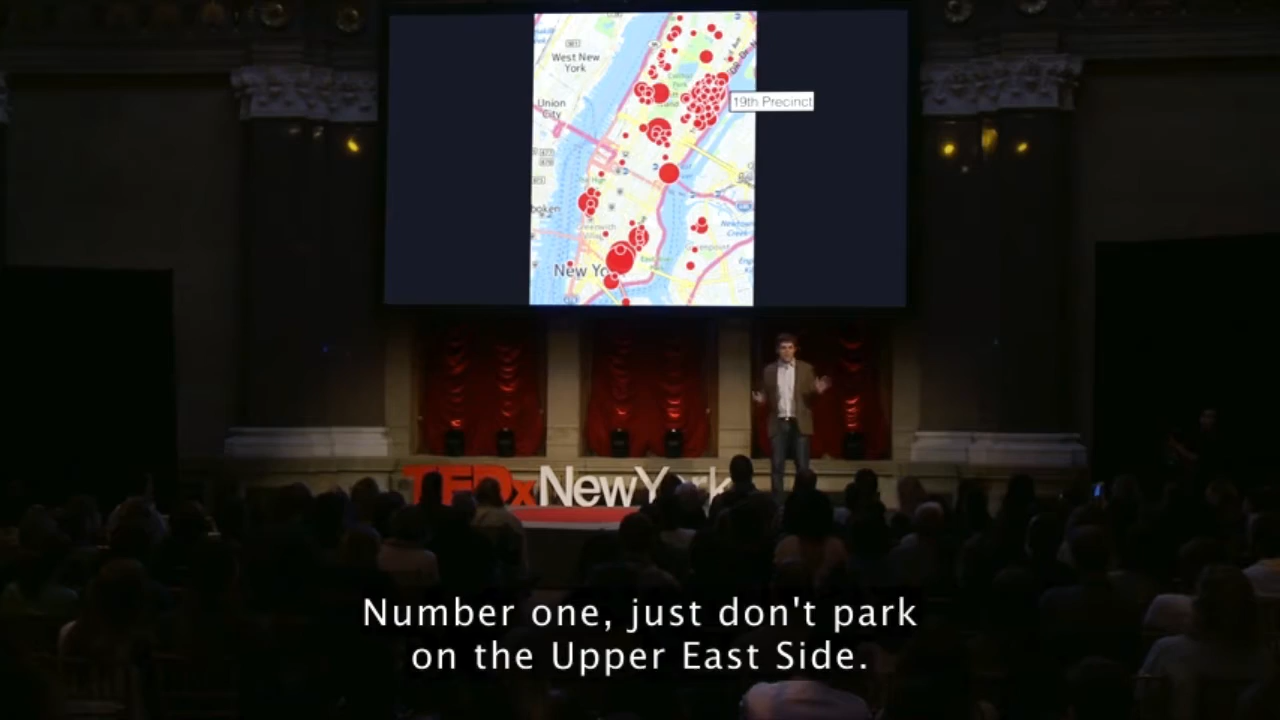 West New
York
Union
City
19th Precinct
New Yo
TEDxNewYork
Number one, just don't park
on the Upper East Side.